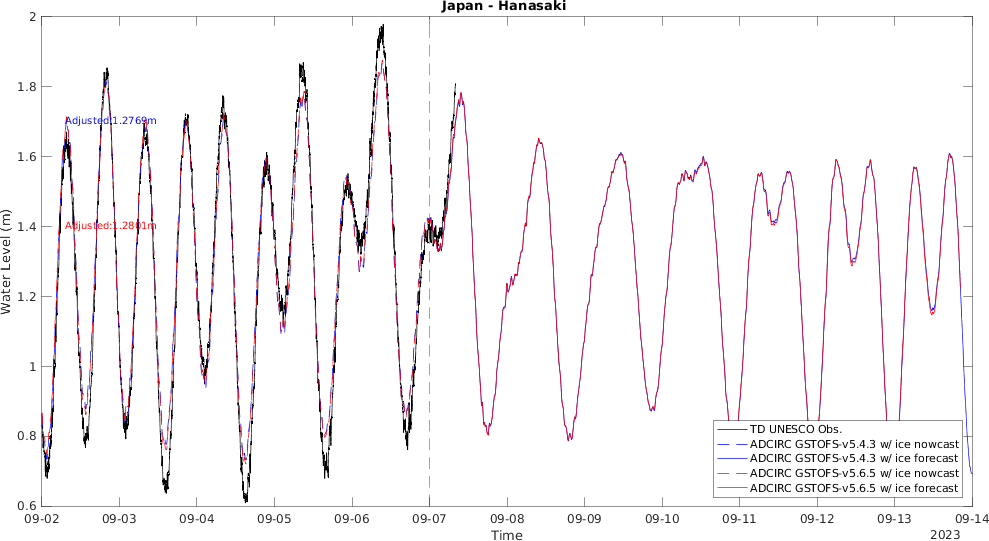 Japan - Hanasaki
2
1.8
1.6
1.4
1.2
1
0.8
0.6
Water Level (m)
Adjusted:1.2769m
Adjusted:1.2801m
TD UNESCO Obs.
ADCIRC GSTOFS-v5.4.3 w/ ice nowcast
ADCIRC GSTOFS-v5.4.3 w/ ice forecast
ADCIRC GSTOFS-v5.6.5 w/ ice nowcast
ADCIRC GSTOFS-v5.6.5 w/ ice forecast
09-02 09-03 09-04 09-05 09-06 09-07 09-08 09-09 09-10 09-11 09-12 09-13 09-14
Time
2023